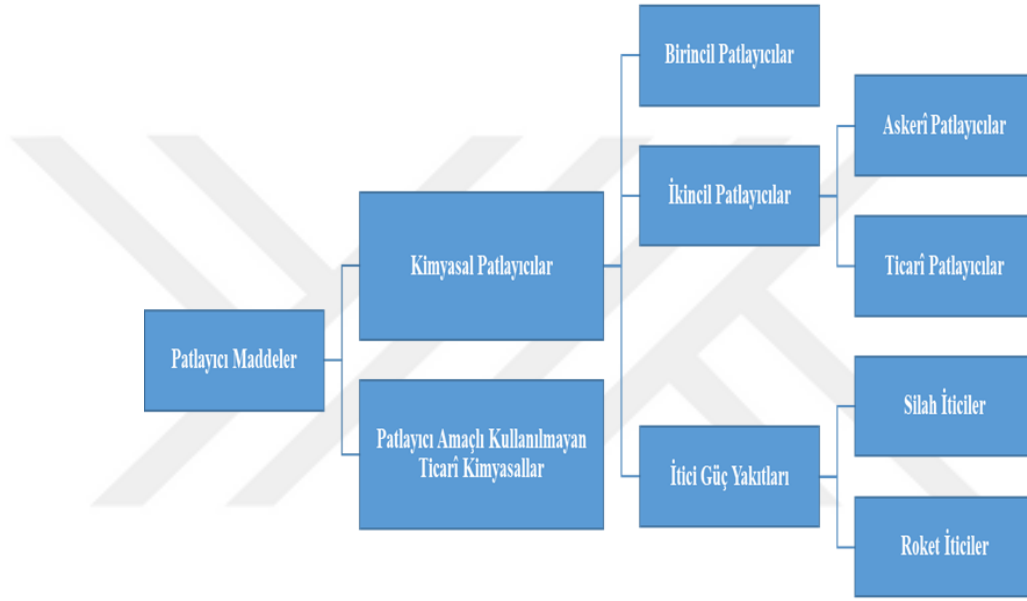 Birincil Patlayıcılar
Askerî Patlayıcılar
İkincil Patlayıcılar
Ticarî Patlayıcılar
Kimyasal Patlayıcılar
Patlayıcı Maddeler
Patlayıcı Amaçlı Kullanılmayan
Ticarî Kimyasallar
Silah İticiler
İtici Güç Yakıtları
Roket İticiler